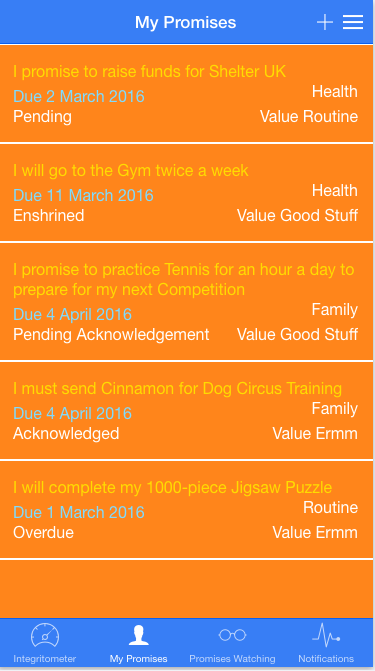 My Promises
I promise to raise funds for Shelter UK
Due 2 March 2016
Health
Pending
Value Routine
I will go to the Gym twice a week
Due 11 March 2016
Health
Enshrined
Value Good Stuff
I promise to practice Tennis for an hour a day to
prepare for my next Competition
Due 4 April 2016
Family
Pending Acknowledgement
Value Good Stuff
I must send Cinnamon for Dog Circus Training
Due 4 April 2016
Family
Acknowledged
Value Ermm
I will complete my 1000-piece Jigsaw Puzzle
Due 1 March 2016
Routine
Overdue
Value Ermm
Integritometer
My Promises
Promises Watching
Notifications